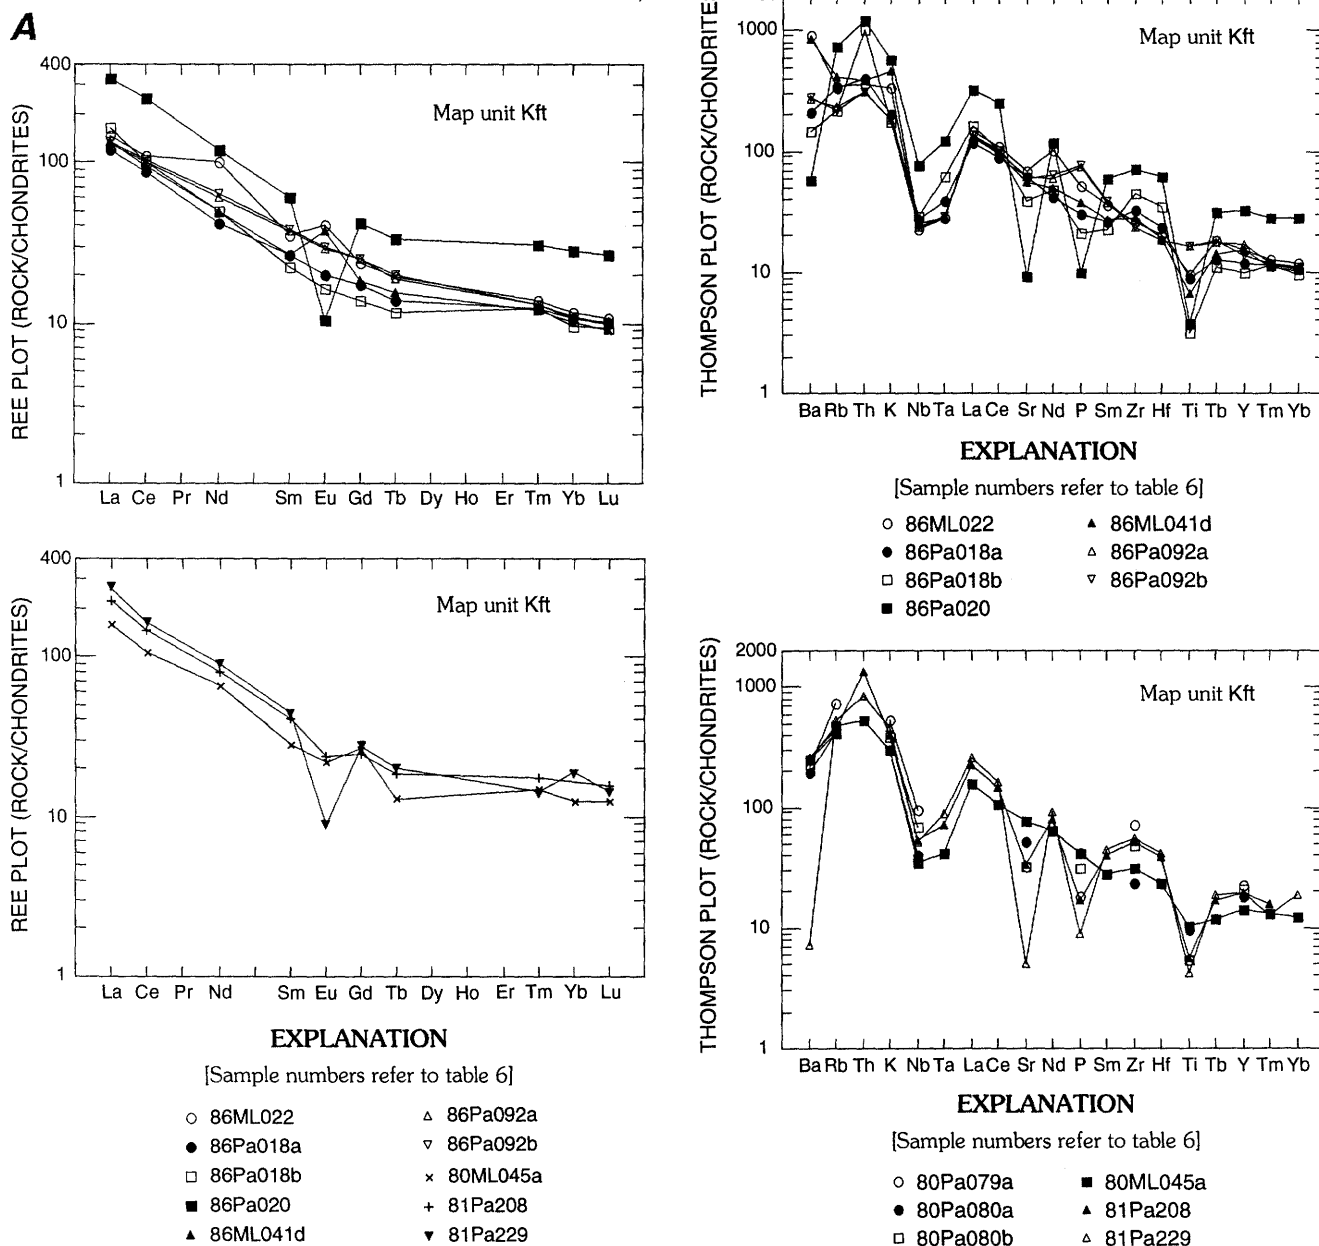 A
REE PLOT (ROCK/CHONDRITES)
400
100
10
1
Map unit Kft
La Ce Pr Nd Sm Eu Gd Tb Dy Ho Er Tm Yb Lu
REE PLOT (ROCK/CHONDRITES)
400
100
10
1
Map unit Kft
La Ce Pr Nd Sm Eu Gd Tb Dy Ho Er Tm Yb Lu
EXPLANATION
[Sample numbers refer to table 6]
86ML022
86Pa018a
86Pa018b
86Pa020
86ML041d
86Pa092a
86Pa092b
80ML045a
81Pa208
81Pa229
THOMPSON PLOT (ROCK/CHONDRITES
1000
100
10
1
Map unit Kft
Ba Rb Th K Nb Ta La Ce Sr Nd P Sm Zr Hf Ti Tb Y Tm Yb
EXPLANATION
[Sample numbers refer to table 6]
86ML022
86Pa018a
86Pa018b
86Pa020
86ML041d
86Pa092a
86Pa092b
THOMPSON PLOT (ROCK/CHONDRITES)
2000
1000
100
10
1
Map unit Kft
Ba Rb Th K Nb Ta La Ce Sr Nd P Sm Zr Hf Ti Tb Y Tm Yb
EXPLANATION
[Sample numbers refer to table 6]
80Pa079a
80Pa080a
80Pa080b
80ML045a
81Pa208
81Pa229